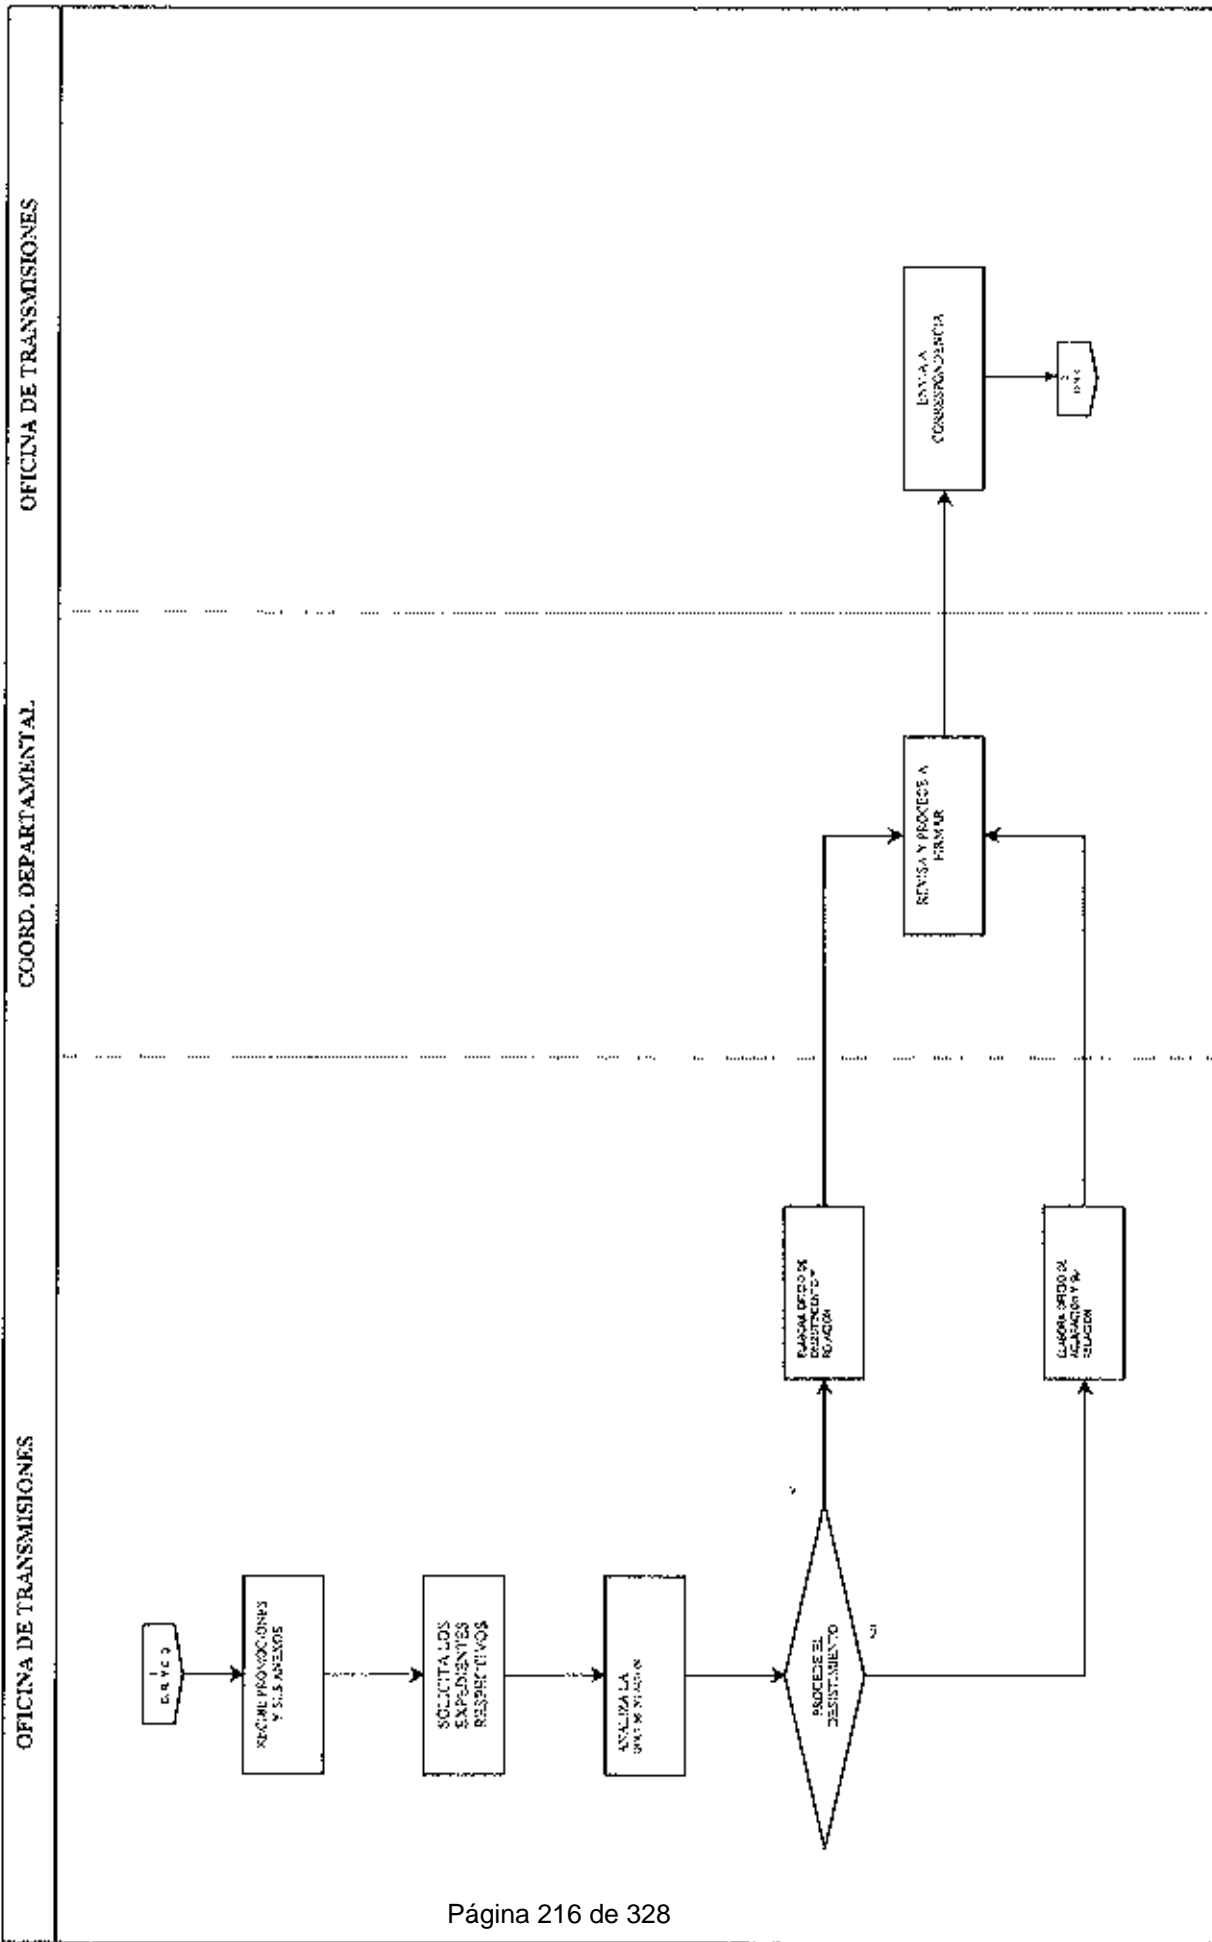 OFICINA DE TRANSMISIONES
COORD. DEPARTAMENTAL
OFICINA DE TRANSMISIONES
1
RECIBE PROMOCIONES
Y SUS ANEXOS
SOLICITA LOS
EXPEDIENTES
RESPECTIVOS
ANALIZA LA
PROCEDE EL
DESISTIMIENTO
ELABORA OFICIO DE
DESISTIMIENTO Y
RELACION
ELABORA OFICIO DE
ACLARACION Y SU
RELACION
REVISA Y PROCEDE A
FIRMAR
ENVIA A
CORRESPONDENCIA
Página 216 de 328